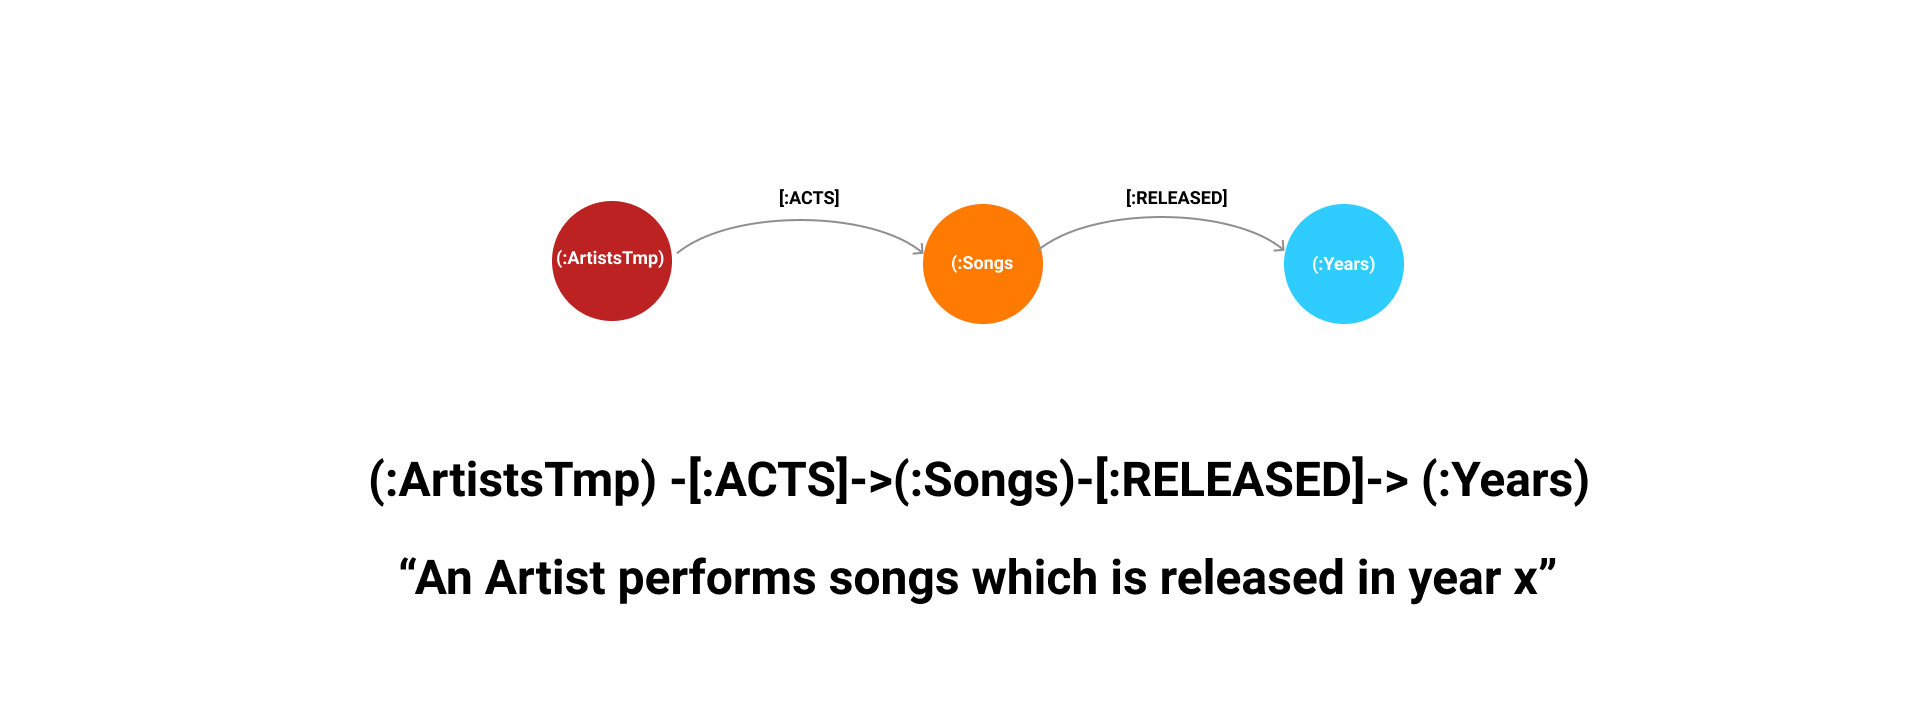 [:ACTS] [:RELEASED]
(:ArtistsTmp) (:Songs (:Years)
(:ArtistsTmp) -[:ACTS]->(:Songs)-[:RELEASED]-> (:Years)
“An Artist performs songs which is released in year x”